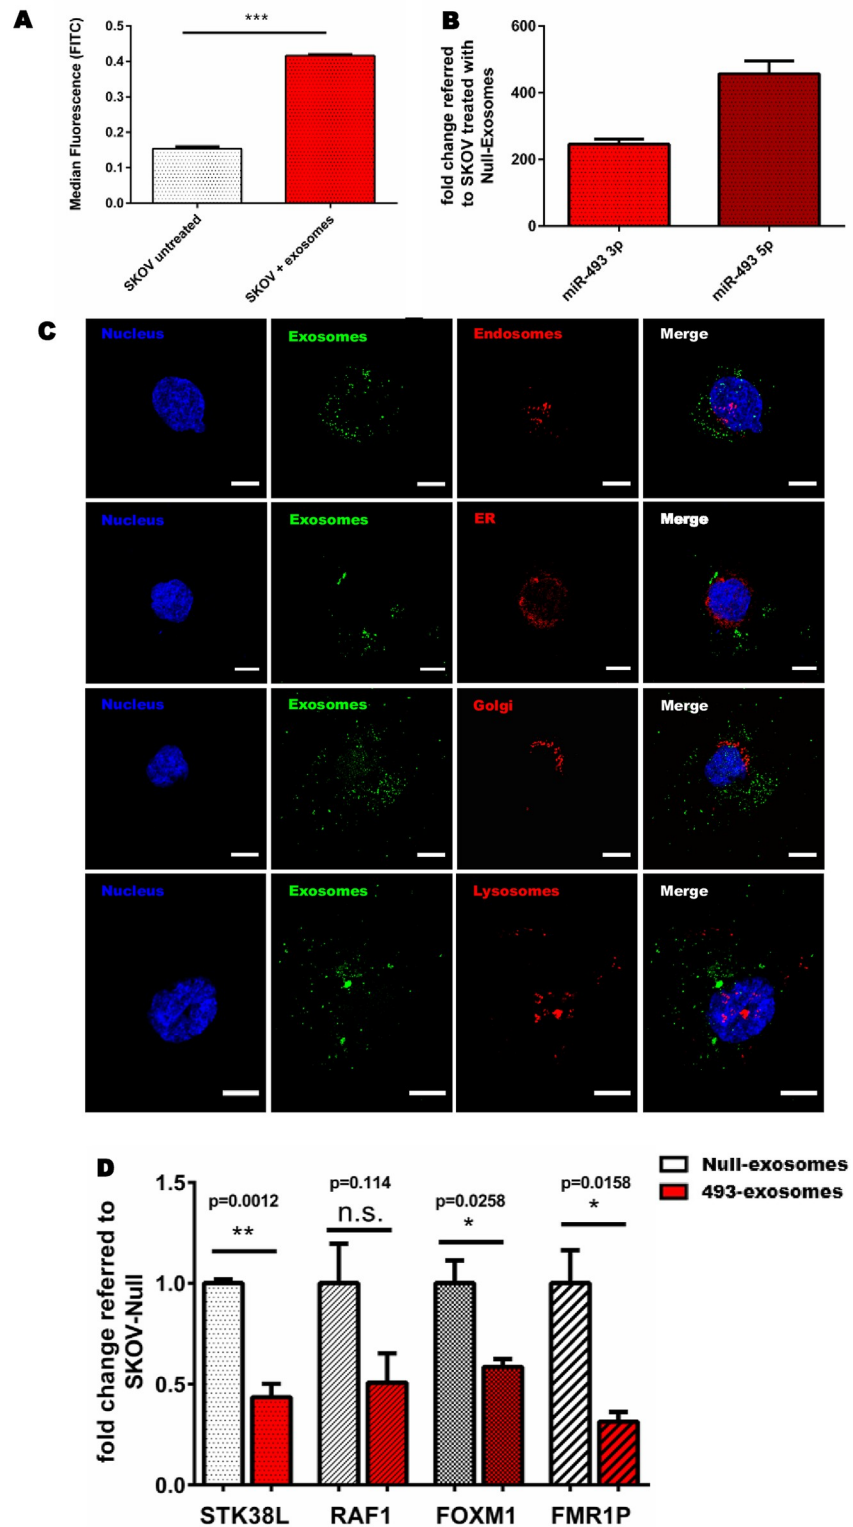 A
***
Median Fluorescence (FITC)
0.5
0.4
0.3
0.2
0.1
0.0
SKOV untreated
SKOV + exosomes
B
fold change referred
to SKOV treated with
Null-Exosomes
600
400
200
0
miR-493 3p
miR-493 5p
C
Nucleus
Exosomes
Endosomes
Merge
Nucleus
Exosomes
ER
Merge
Nucleus
Exosomes
Golgi
Merge
Nucleus
Exosomes
Lysosomes
Merge
D
fold change referred to
SKOV-Null
1.5
1.0
0.5
0.0
p=0.0012
**
p=0.114
n.s.
p=0.0258
*
p=0.0158
*
Null-exosomes
493-exosomes
STK38L
RAF1
FOXM1
FMR1P